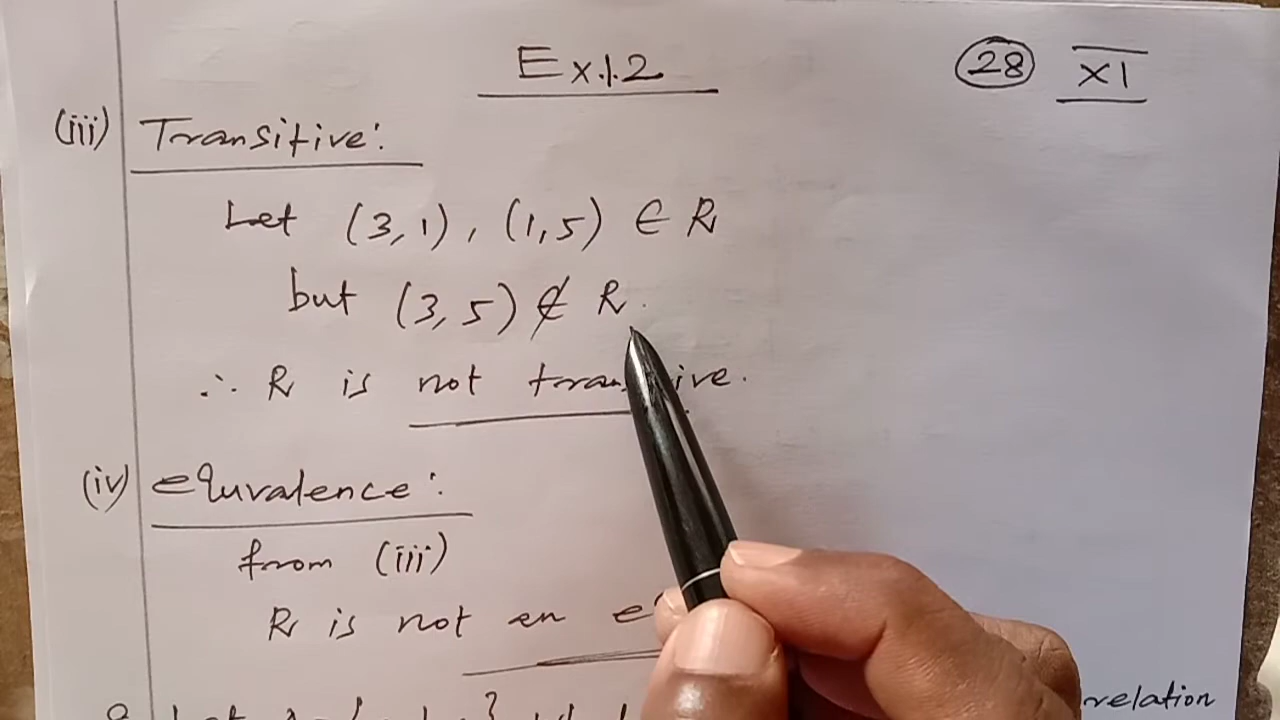 Ex.1.2
28 XI
(iii) Transitive:
Let (3,1), (1,5) ∈ R
but (3,5) ∉ R.
∴ R is not
(iv) equvalence:
from (iii)
R is not an
relation